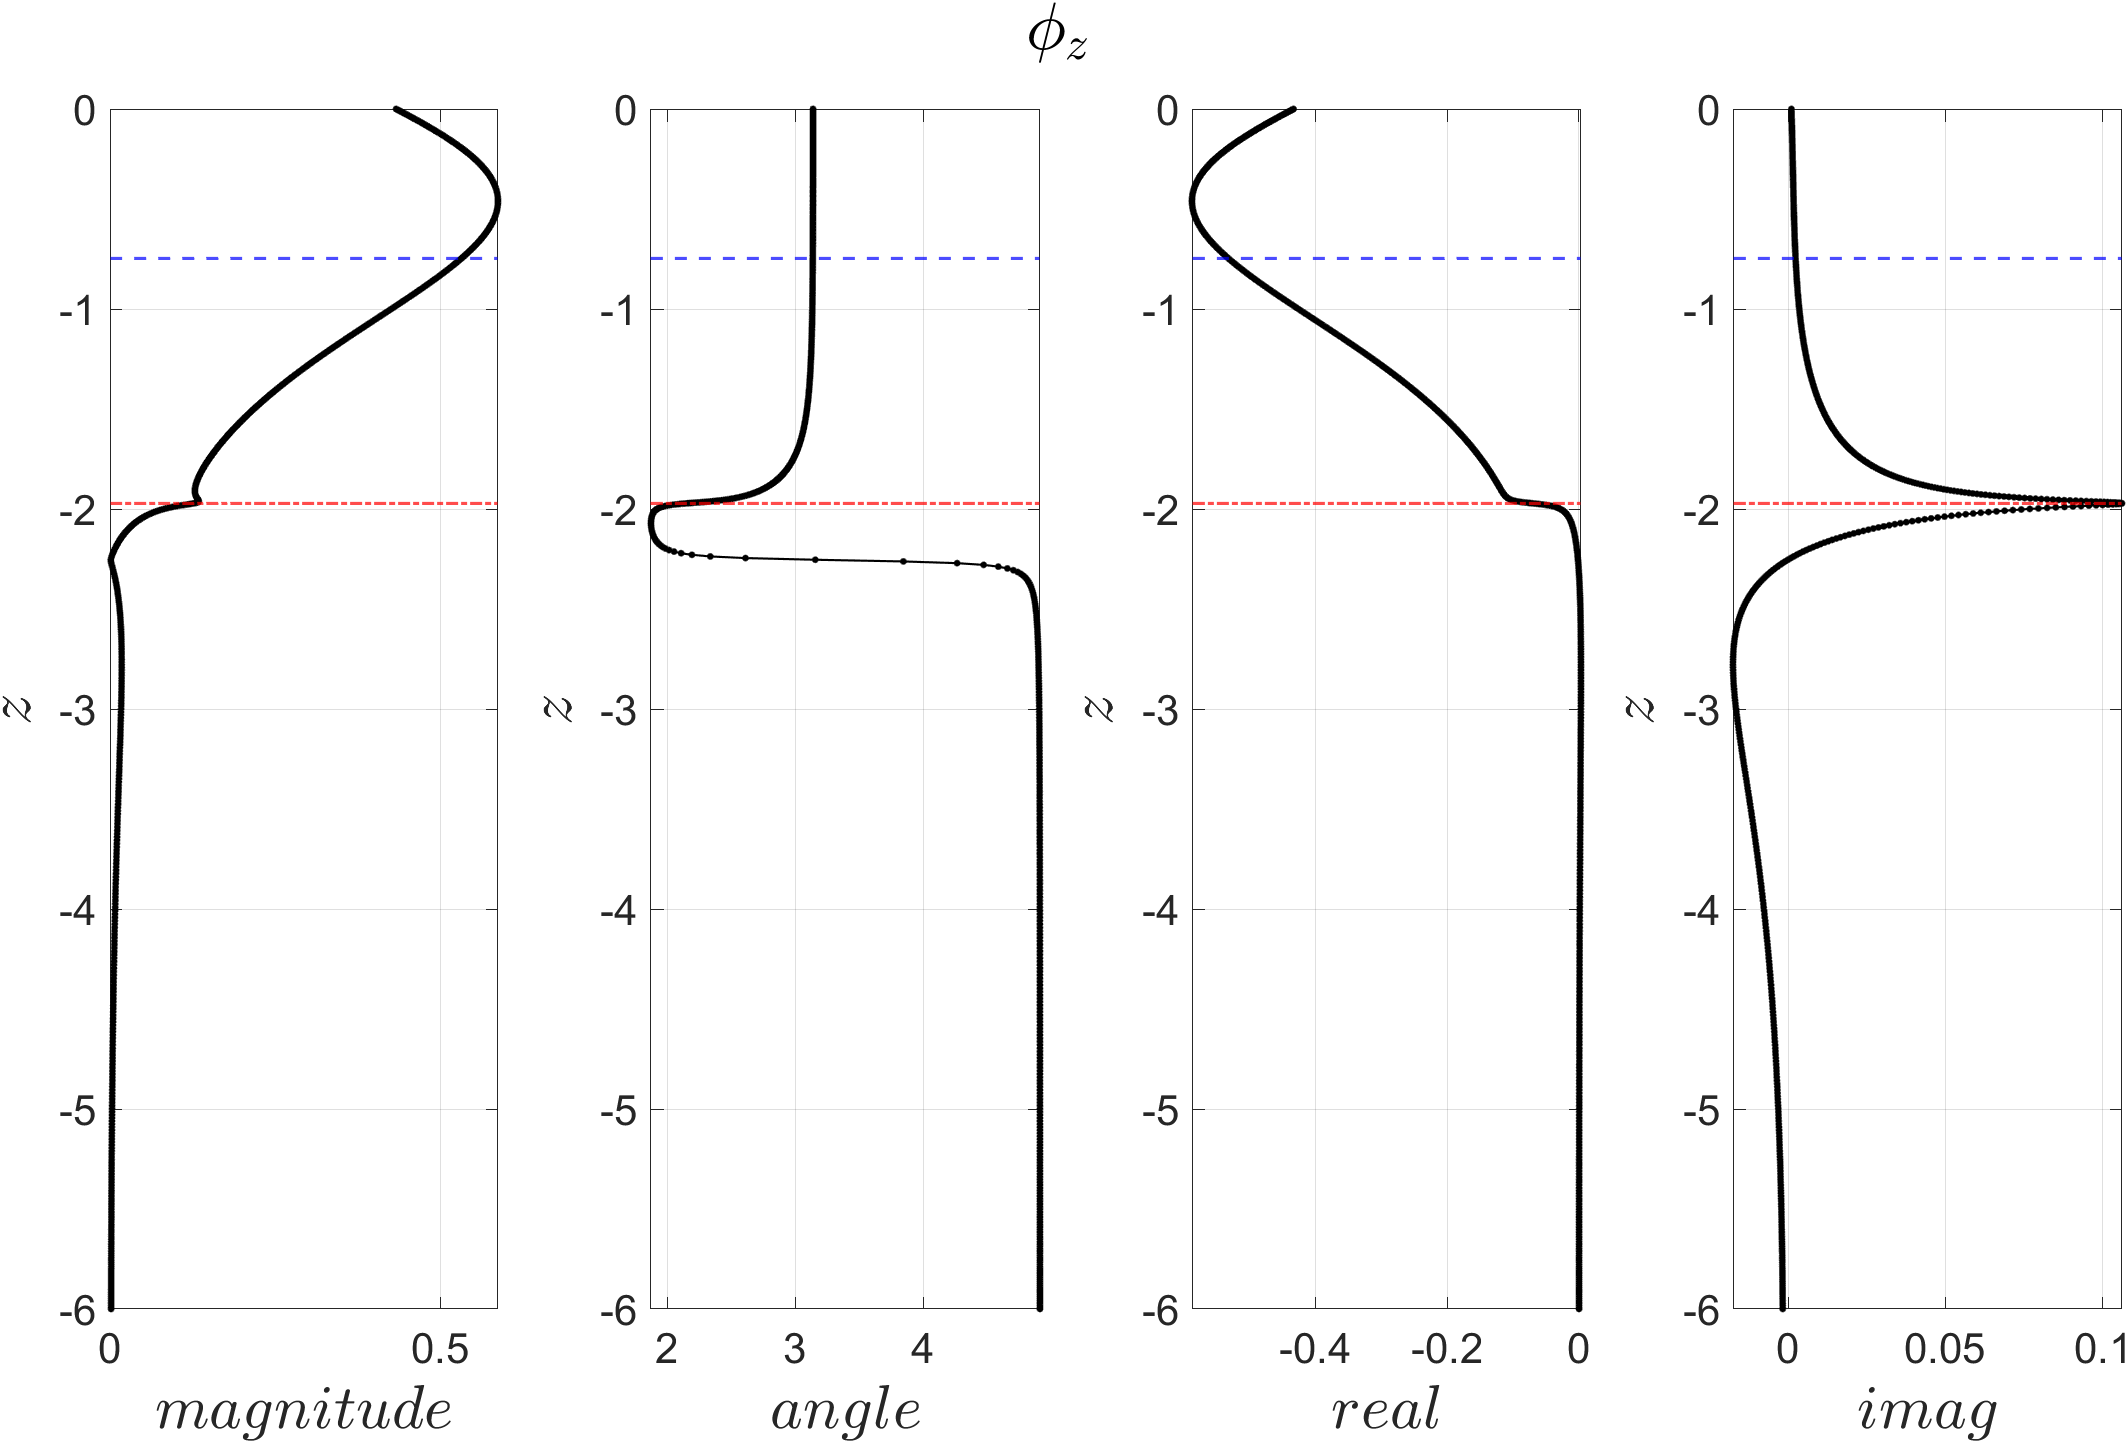 ϕ_z
0 0 0 0
-1 -1 -1 -1
-2 -2 -2 -2
z -3 z -3 z -3 z -3
-4 -4 -4 -4
-5 -5 -5 -5
-6 -6 -6 -6
0 0.5 2 3 4 -0.4 -0.2 0 0 0.05 0.1
magnitude angle real imag